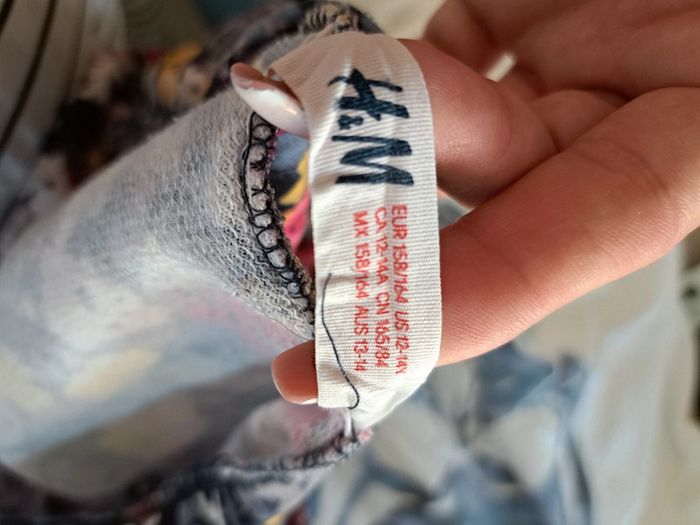 H&M
EUR 158/164 US 12-14Y
CA 12-14A CN 165/84
MX 158/164 AUS 13-14